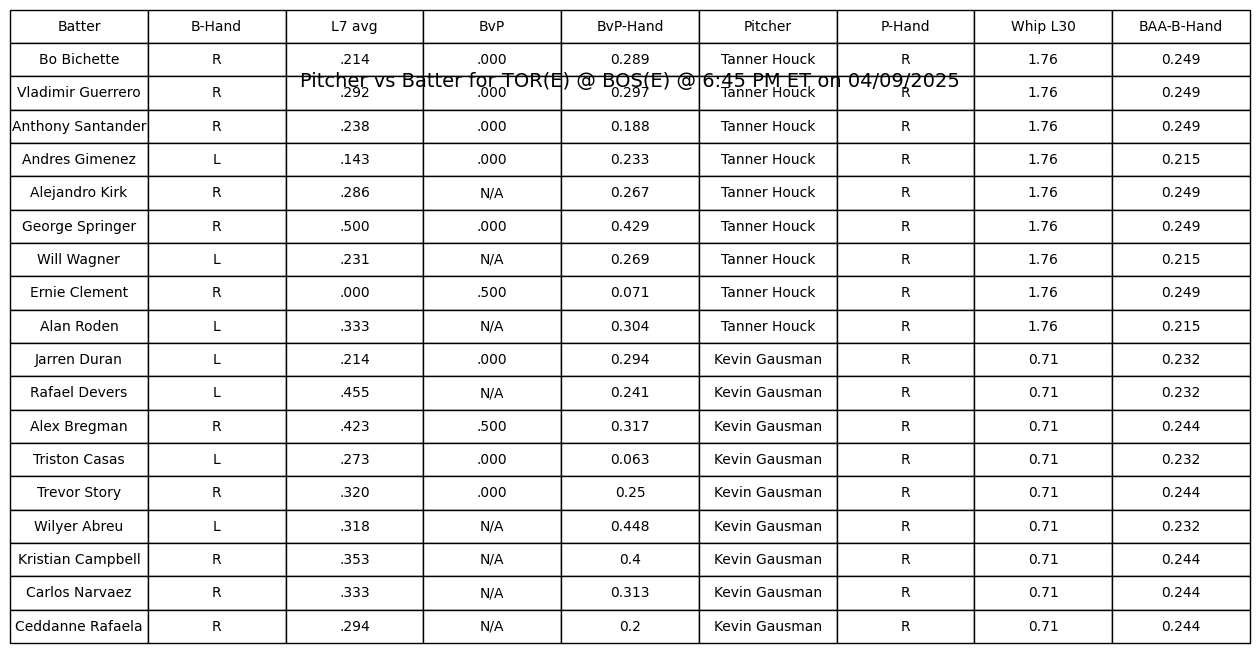 Batter B-Hand L7 avg BvP BvP-Hand Pitcher P-Hand Whip L30 BAA-B-Hand
Bo Bichette R .214 .000 0.289 Tanner Houck R 1.76 0.249
Pitcher vs Batter for TOR(E) @ BOS(E) @ 6:45 PM ET on 04/09/2025
Vladimir Guerrero R .292 .000 0.297 Tanner Houck R 1.76 0.249
Anthony Santander R .238 .000 0.188 Tanner Houck R 1.76 0.249
Andres Gimenez L .143 .000 0.233 Tanner Houck R 1.76 0.215
Alejandro Kirk R .286 N/A 0.267 Tanner Houck R 1.76 0.249
George Springer R .500 .000 0.429 Tanner Houck R 1.76 0.249
Will Wagner L .231 N/A 0.269 Tanner Houck R 1.76 0.215
Ernie Clement R .000 .500 0.071 Tanner Houck R 1.76 0.249
Alan Roden L .333 N/A 0.304 Tanner Houck R 1.76 0.215
Jarren Duran L .214 .000 0.294 Kevin Gausman R 0.71 0.232
Rafael Devers L .455 N/A 0.241 Kevin Gausman R 0.71 0.232
Alex Bregman R .423 .500 0.317 Kevin Gausman R 0.71 0.244
Triston Casas L .273 .000 0.063 Kevin Gausman R 0.71 0.232
Trevor Story R .320 .000 0.25 Kevin Gausman R 0.71 0.244
Wilyer Abreu L .318 N/A 0.448 Kevin Gausman R 0.71 0.232
Kristian Campbell R .353 N/A 0.4 Kevin Gausman R 0.71 0.244
Carlos Narvaez R .333 N/A 0.313 Kevin Gausman R 0.71 0.244
Ceddanne Rafaela R .294 N/A 0.2 Kevin Gausman R 0.71 0.244